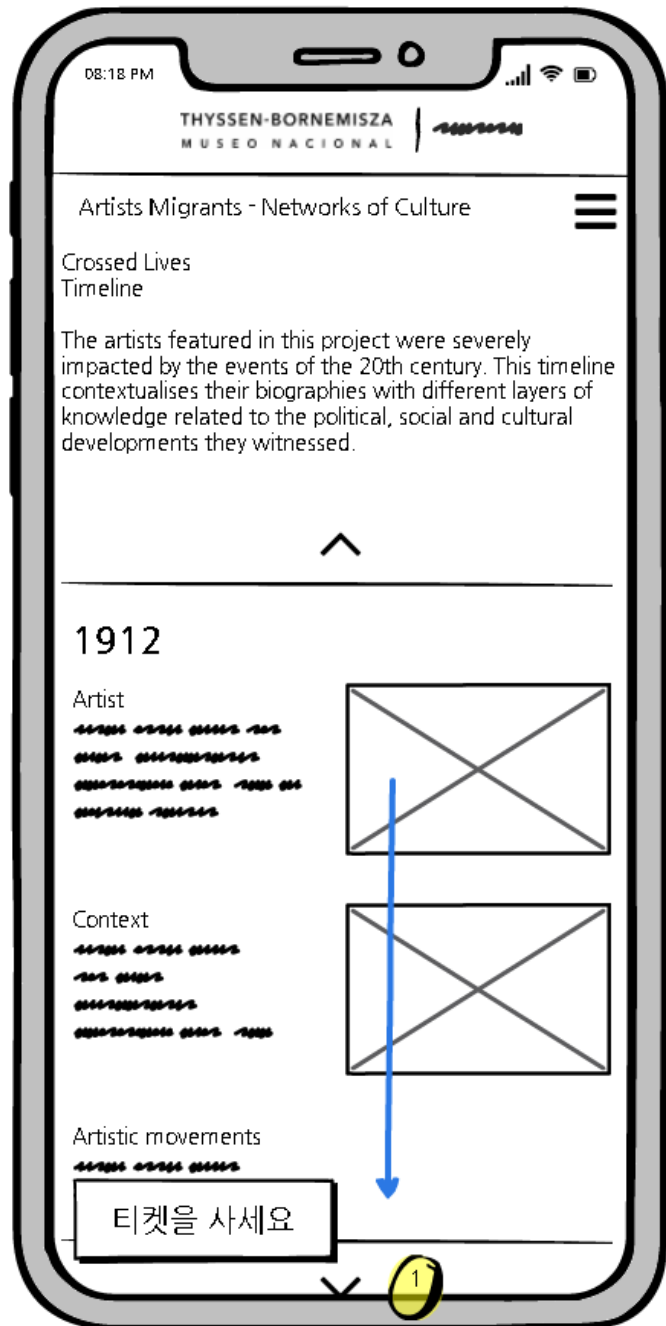 08:18 PM
THYSSEN-BORNEMISZA
MUSEO NACIONAL
Artists Migrants - Networks of Culture
Crossed Lives
Timeline
The artists featured in this project were severely
impacted by the events of the 20th century. This timeline
contextualises their biographies with different layers of
knowledge related to the political, social and cultural
developments they witnessed.
1912
Artist
Context
Artistic movements
티켓을 사세요
1